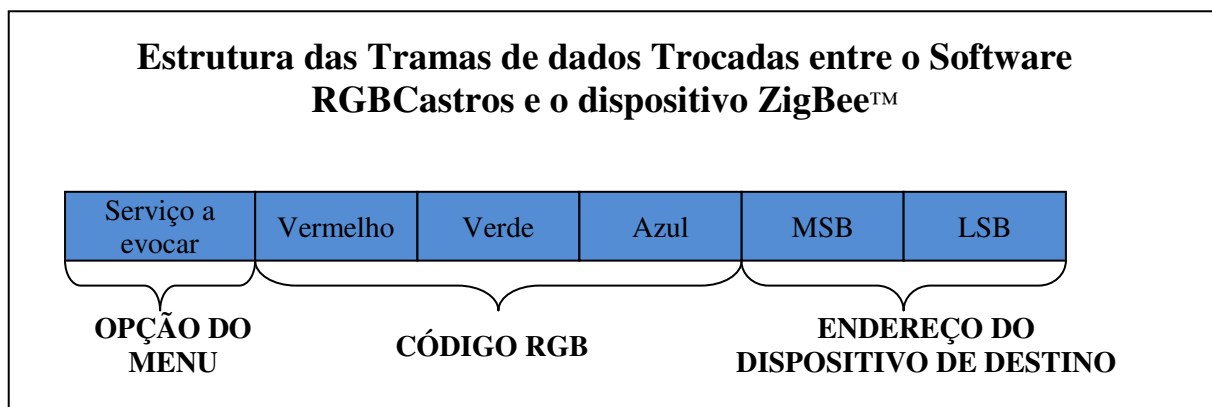 Estrutura das Tramas de dados Trocadas entre o Software
RGBCastros e o dispositivo ZigBee™
Serviço a
evocar
Vermelho
Verde
Azul
MSB
LSB
OPÇÃO DO
MENU
CÓDIGO RGB
ENDEREÇO DO
DISPOSITIVO DE DESTINO